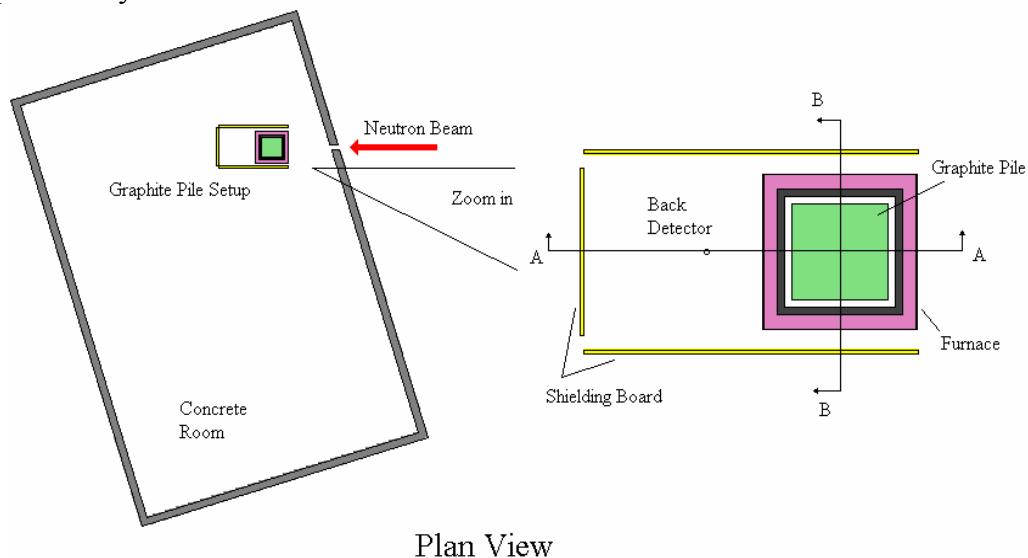 Neutron Beam
Graphite Pile Setup
Zoom in
Concrete
Room
B
Graphite Pile
Back
Detector
A
A
Furnace
Shielding Board
B
Plan View